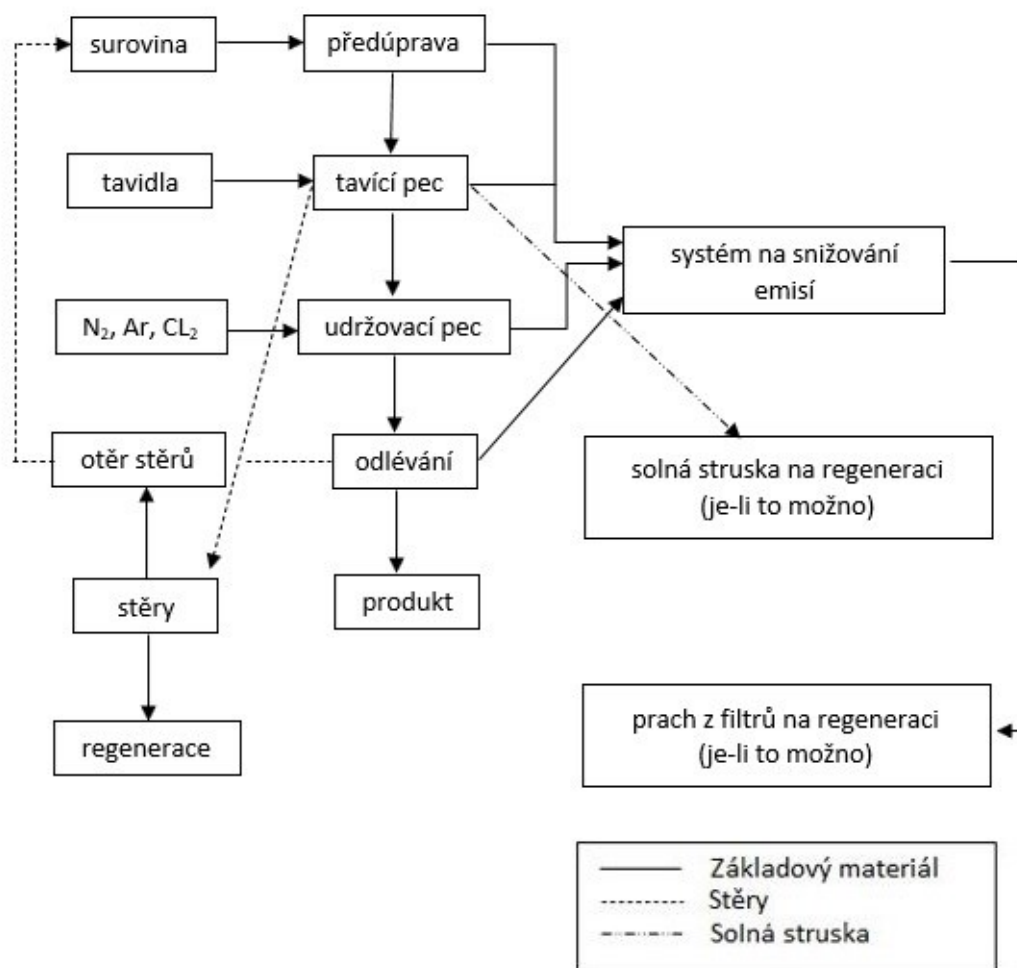 surovina
předúprava
tavidla
tavící pec
systém na snižování
emisí
N₂, Ar, CL₂
udržovací pec
otěr stěrů
odlévání
solná struska na regeneraci
(je-li to možno)
stěry
produkt
regenerace
prach z filtrů na regeneraci
(je-li to možno)
Základový materiál
Stěry
Solná struska